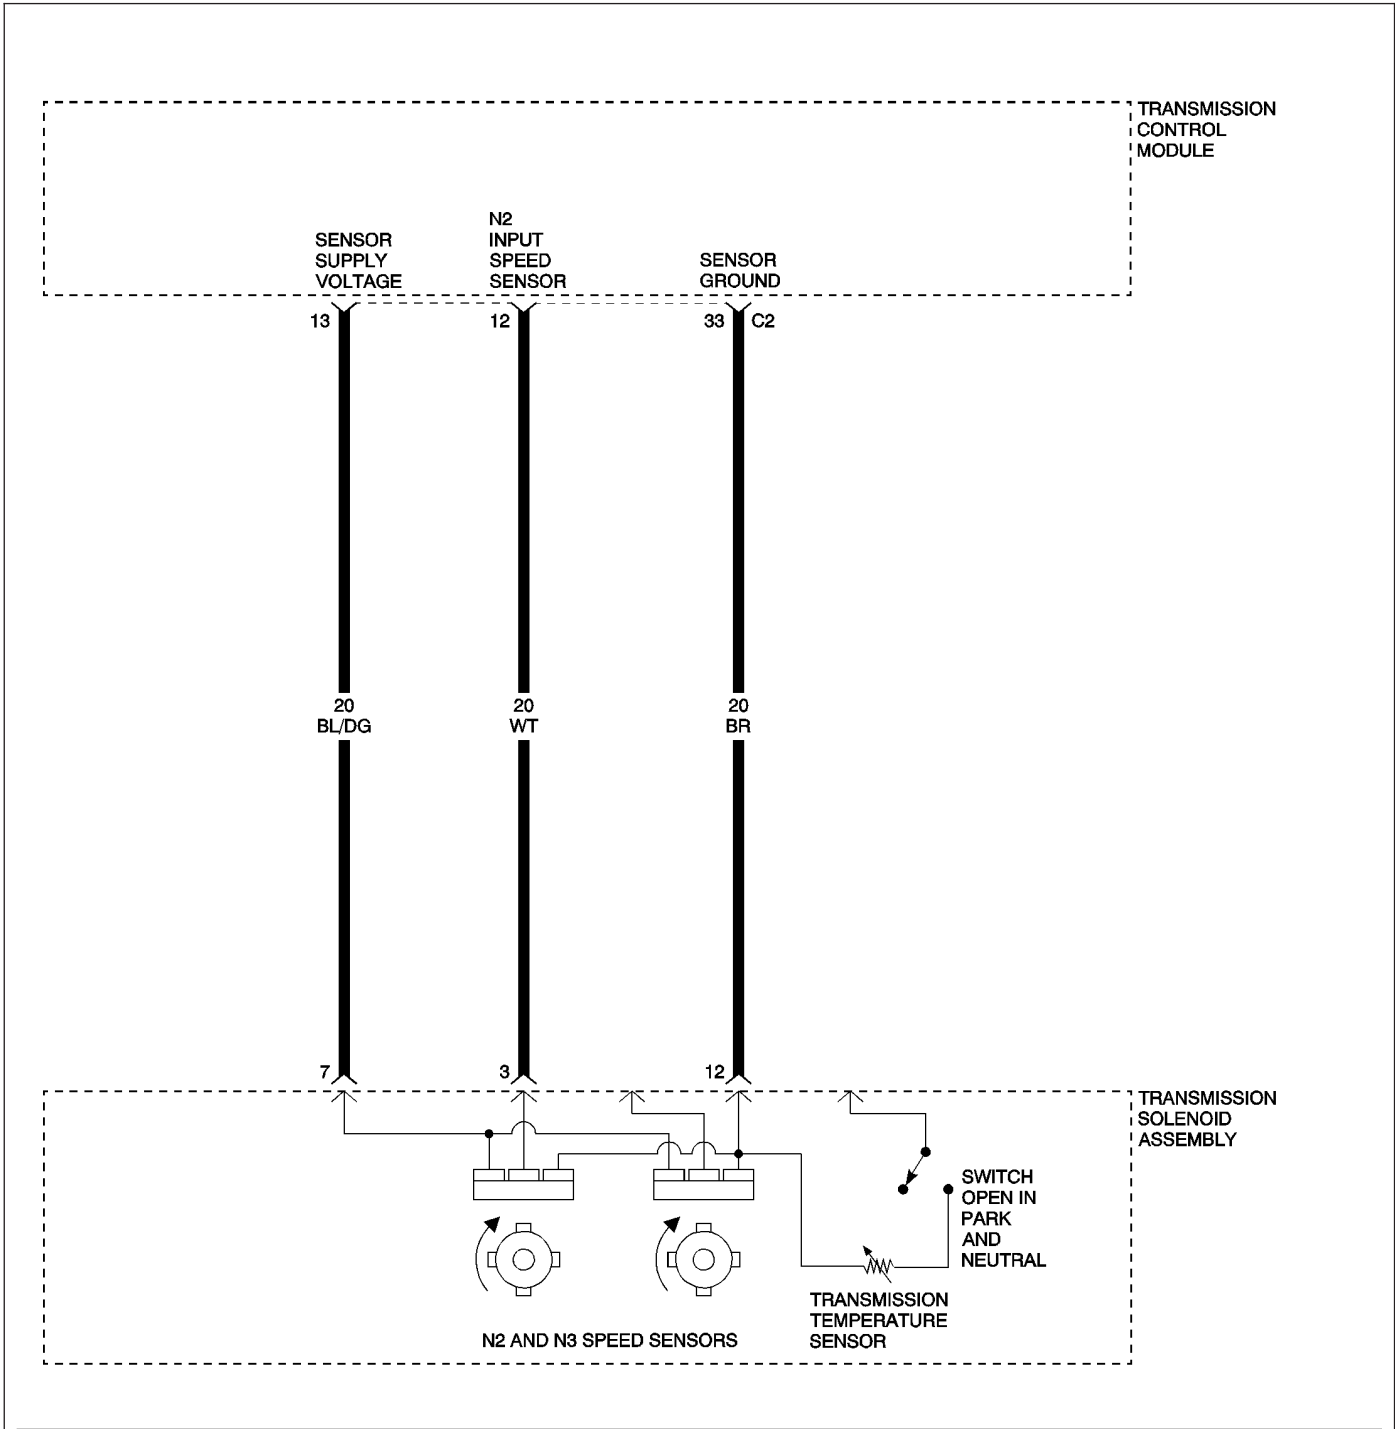 TRANSMISSION
CONTROL
MODULE
SENSOR
SUPPLY
VOLTAGE
N2
INPUT
SPEED
SENSOR
SENSOR
GROUND
13
12
33
C2
20
BL/DG
20
WT
20
BR
7
3
12
TRANSMISSION
SOLENOID
ASSEMBLY
SWITCH
OPEN IN
PARK
AND
NEUTRAL
TRANSMISSION
TEMPERATURE
SENSOR
N2 AND N3 SPEED SENSORS